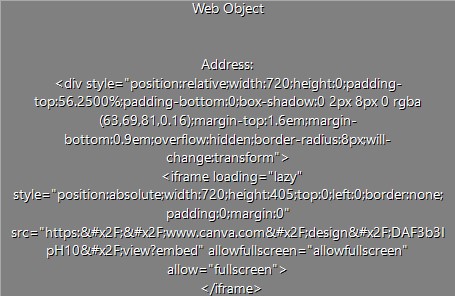 Web Object
Address:
<div style="position:relative;width:720;height:0;padding-
top:56.2500%;padding-bottom:0;box-shadow:0 2px 8px 0 rgba
(63,69,81,0.16);margin-top:1.6em;margin-
bottom:0.9em;overflow:hidden;border-radius:8px;will-
change:transform">
<iframe loading="lazy"
style="position:absolute;width:720;height:405;top:0;left:0;border:none;
padding:0;margin:0"
src="https:&#x2F;&#x2F;www.canva.com&#x2F;design&#x2F;DAF3b3I
pH10&#x2F;view?embed" allowfullscreen="allowfullscreen"
allow="fullscreen">
</iframe>